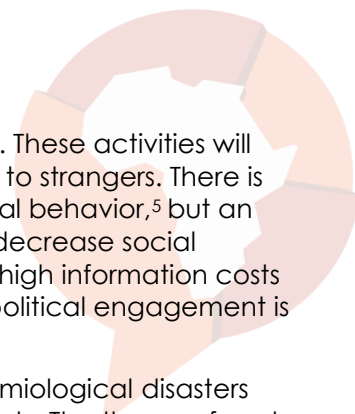 . These activities will
to strangers. There is
al behavior,⁵ but an
decrease social
high information costs
political engagement is
miological disasters